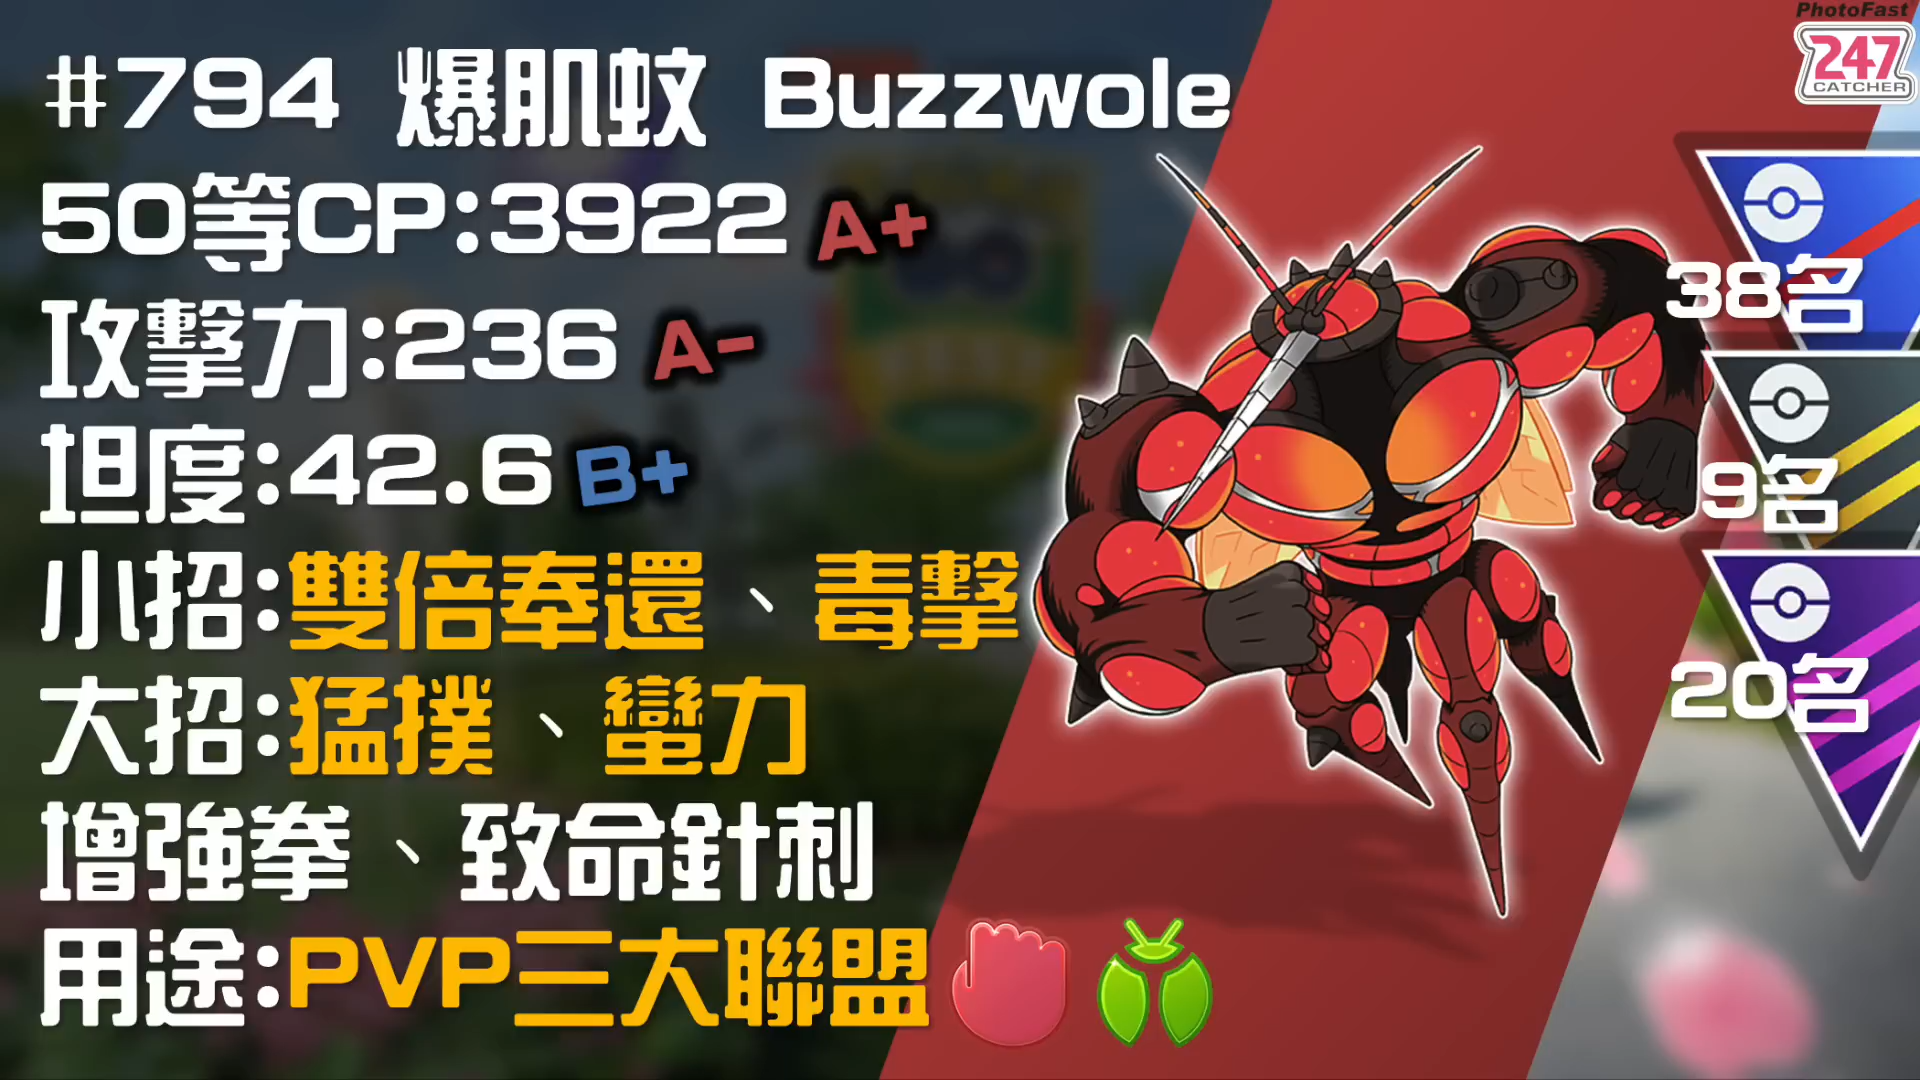 #794 爆肌蚊 Buzzwole
50等CP:3922 A+
攻擊力:236 A-
坦度:42.6 B+
小招:雙倍奉還、毒擊
大招:猛撲、蠻力
增強拳、致命針刺
用途:PVP三大聯盟
PhotoFast
247
CATCHER
38名
9名
20名